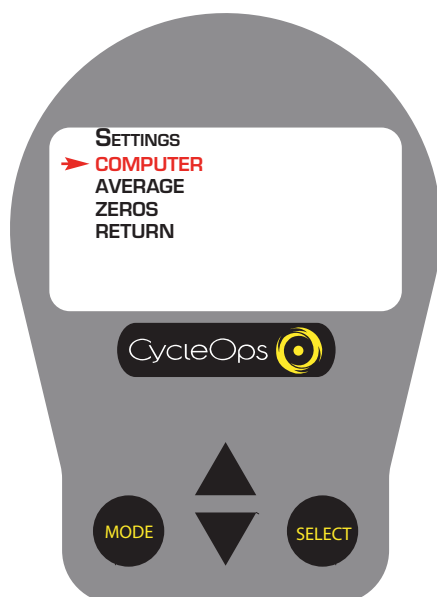 SETTINGS
COMPUTER
AVERAGE
ZEROS
RETURN
CycleOps
MODE
SELECT